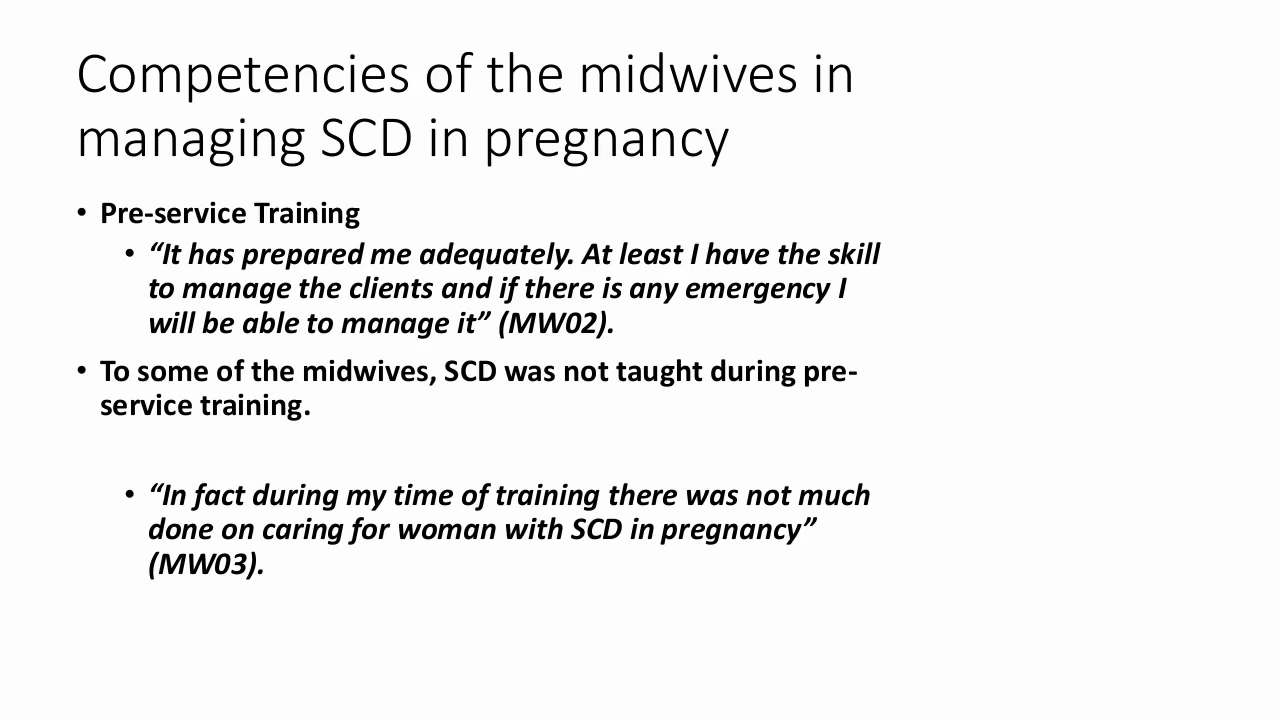 Competencies of the midwives in
managing SCD in pregnancy
• Pre-service Training
• “It has prepared me adequately. At least I have the skill
to manage the clients and if there is any emergency I
will be able to manage it” (MW02).
• To some of the midwives, SCD was not taught during pre-
service training.
• “In fact during my time of training there was not much
done on caring for woman with SCD in pregnancy”
(MW03).